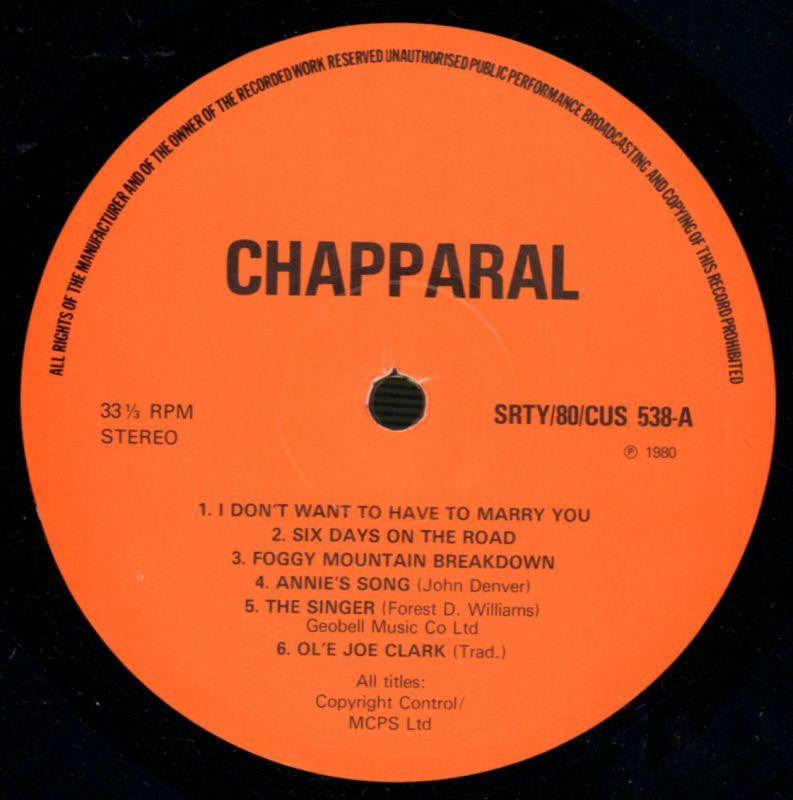 ALL RIGHTS OF THE MANUFACTURER AND OF THE OWNER OF THE RECORDED WORK RESERVED UNAUTHORISED PUBLIC PERFORMANCE BROADCASTING AND COPYING OF THIS RECORD PROHIBITED
CHAPPARAL
33 ⅓ RPM
STEREO
SRTY/80/CUS 538-A
℗ 1980
1. I DON'T WANT TO HAVE TO MARRY YOU
2. SIX DAYS ON THE ROAD
3. FOGGY MOUNTAIN BREAKDOWN
4. ANNIE'S SONG (John Denver)
5. THE SINGER (Forest D. Williams)
Geobell Music Co Ltd
6. OL'E JOE CLARK (Trad.)
All titles:
Copyright Control/
MCPS Ltd